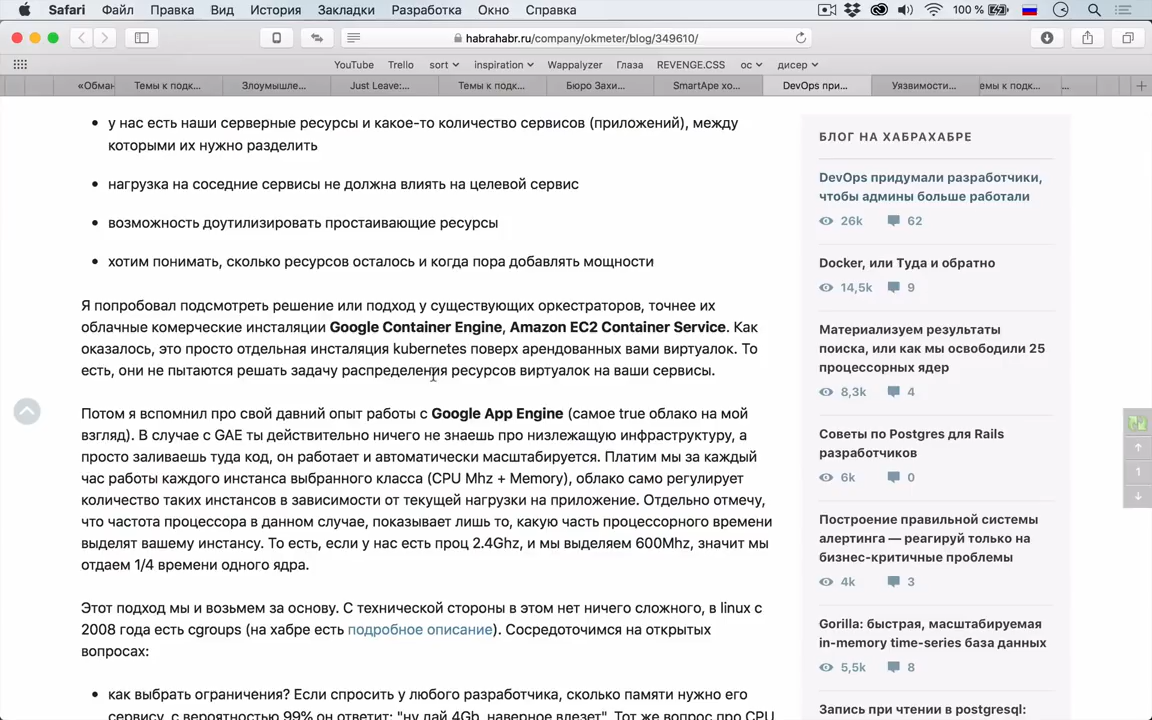 Safari Файл Правка Вид История Закладки Разработка Окно Справка 100 %
habrahabr.ru/company/okmeter/blog/349610/
YouTube Trello sort inspiration Wappalyzer Глаза REVENGE.CSS ос дисер
«Обман Темы к подк... Злоумышле... Just Leave:... Темы к подк... Бюро Захи... SmartApe хо... DevOps при... Уязвимости... емы к подк... ...
у нас есть наши серверные ресурсы и какое-то количество сервисов (приложений), между
которыми их нужно разделить
нагрузка на соседние сервисы не должна влиять на целевой сервис
возможность доутилизировать простаивающие ресурсы
хотим понимать, сколько ресурсов осталось и когда пора добавлять мощности
Я попробовал подсмотреть решение или подход у существующих оркестраторов, точнее их
облачные комерческие инсталяции Google Container Engine, Amazon EC2 Container Service. Как
оказалось, это просто отдельная инсталяция kubernetes поверх арендованных вами виртуалок. То
есть, они не пытаются решать задачу распределения ресурсов виртуалок на ваши сервисы.
Потом я вспомнил про свой давний опыт работы с Google App Engine (самое true облако на мой
взгляд). В случае с GAE ты действительно ничего не знаешь про низлежащую инфраструктуру, а
просто заливаешь туда код, он работает и автоматически масштабируется. Платим мы за каждый
час работы каждого инстанса выбранного класса (CPU Mhz + Memory), облако само регулирует
количество таких инстансов в зависимости от текущей нагрузки на приложение. Отдельно отмечу,
что частота процессора в данном случае, показывает лишь то, какую часть процессорного времени
выделят вашему инстансу. То есть, если у нас есть проц 2.4Ghz, и мы выделяем 600Mhz, значит мы
отдаем 1/4 времени одного ядра.
Этот подход мы и возьмем за основу. С технической стороны в этом нет ничего сложного, в linux с
2008 года есть cgroups (на хабре есть подробное описание). Сосредоточимся на открытых
вопросах:
как выбрать ограничения? Если спросить у любого разработчика, сколько памяти нужно его
сервису, с вероятностью 99% он ответит: "ну дай 4Gb, наверное влезет". Тот же вопрос про CPU
БЛОГ НА ХАБРАХАБРЕ
DevOps придумали разработчики,
чтобы админы больше работали
26k 62
Docker, или Туда и обратно
14,5k 9
Материализуем результаты
поиска, или как мы освободили 25
процессорных ядер
8,3k 4
Советы по Postgres для Rails
разработчиков
6k 0
Построение правильной системы
алертинга — реагируй только на
бизнес-критичные проблемы
4k 3
Gorilla: быстрая, масштабируемая
in-memory time-series база данных
5,5k 8
Запись при чтении в postgresql:
1